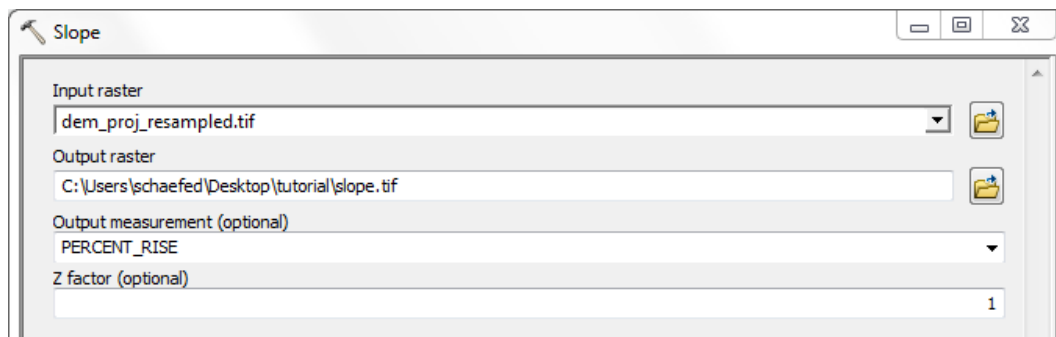 Slope
Input raster
dem_proj_resampled.tif
Output raster
C:\Users\schaefed\Desktop\tutorial\slope.tif
Output measurement (optional)
PERCENT_RISE
Z factor (optional)
1